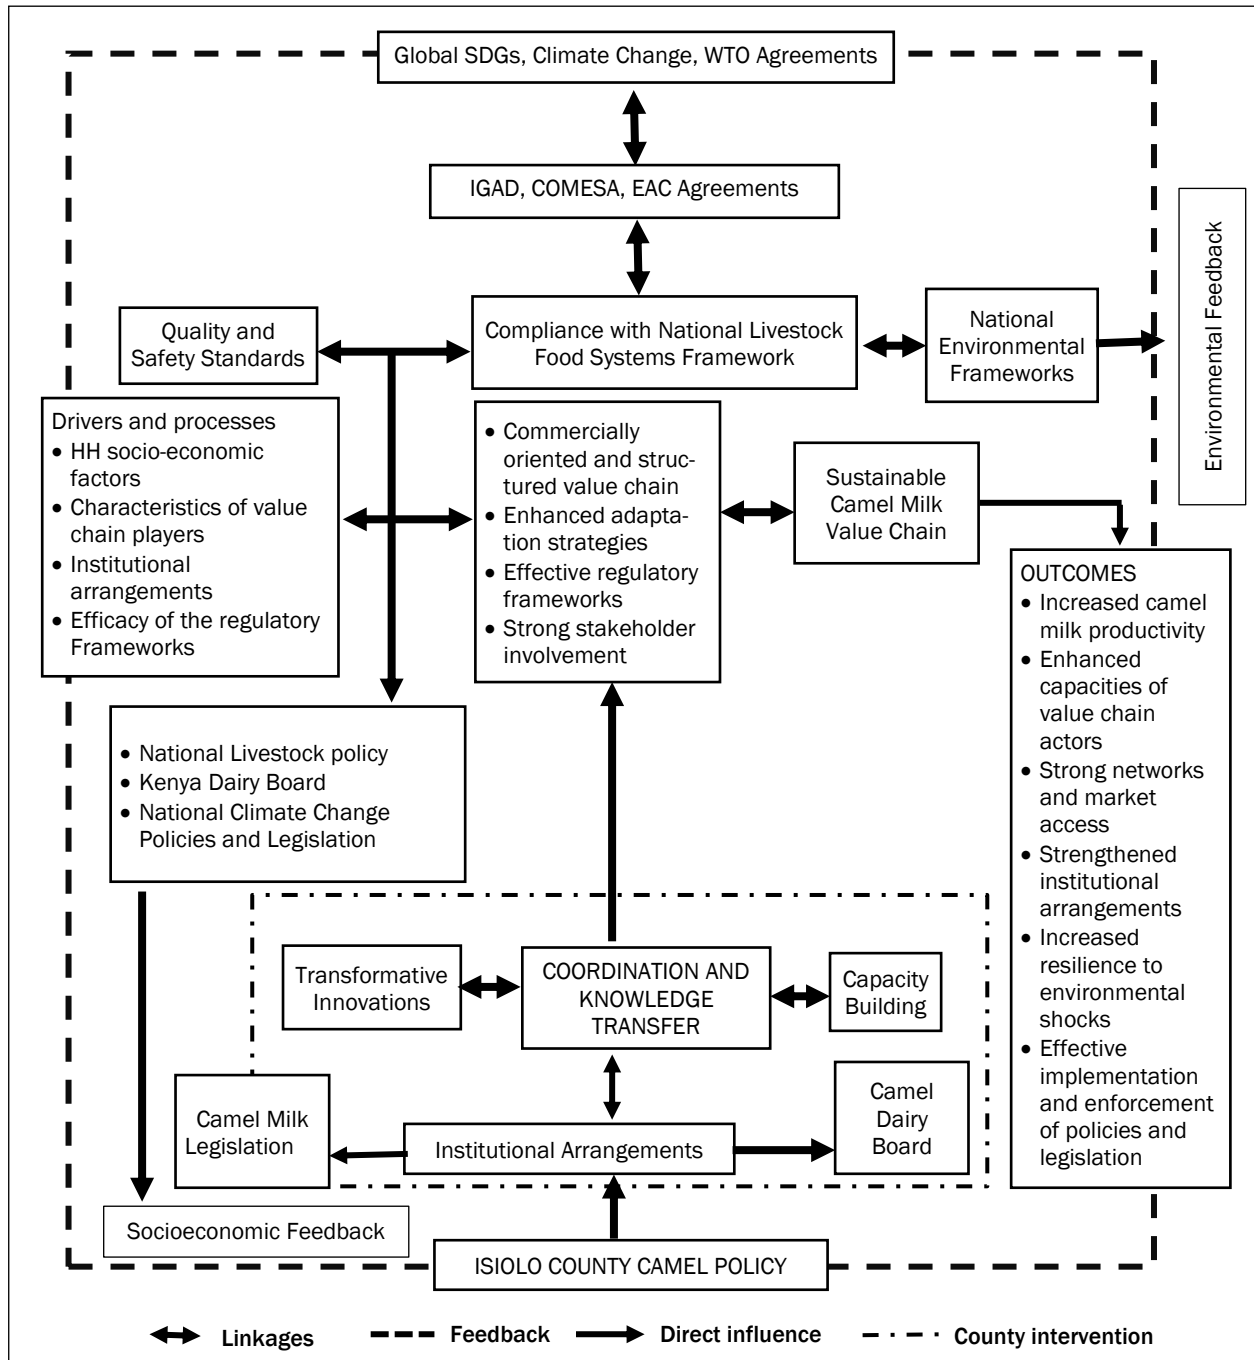 Global SDGs, Climate Change, WTO Agreements
IGAD, COMESA, EAC Agreements
Environmental Feedback
Quality and
Safety Standards
Compliance with National Livestock
Food Systems Framework
National
Environmental
Frameworks
Drivers and processes
• HH socio-economic
factors
• Characteristics of value
chain players
• Institutional
arrangements
• Efficacy of the regulatory
Frameworks
• Commercially
oriented and struc-
tured value chain
• Enhanced adapta-
tion strategies
• Effective regulatory
frameworks
• Strong stakeholder
involvement
Sustainable
Camel Milk
Value Chain
OUTCOMES
• Increased camel
milk productivity
• Enhanced
capacities of
value chain
actors
• Strong networks
and market
access
• Strengthened
institutional
arrangements
• Increased
resilience to
environmental
shocks
• Effective
implementation
and enforcement
of policies and
legislation
• National Livestock policy
• Kenya Dairy Board
• National Climate Change
Policies and Legislation
Transformative
Innovations
COORDINATION AND
KNOWLEDGE
TRANSFER
Capacity
Building
Camel Milk
Legislation
Institutional Arrangements
Camel
Dairy
Board
Socioeconomic Feedback
ISIOLO COUNTY CAMEL POLICY
Linkages
Feedback
Direct influence
County intervention